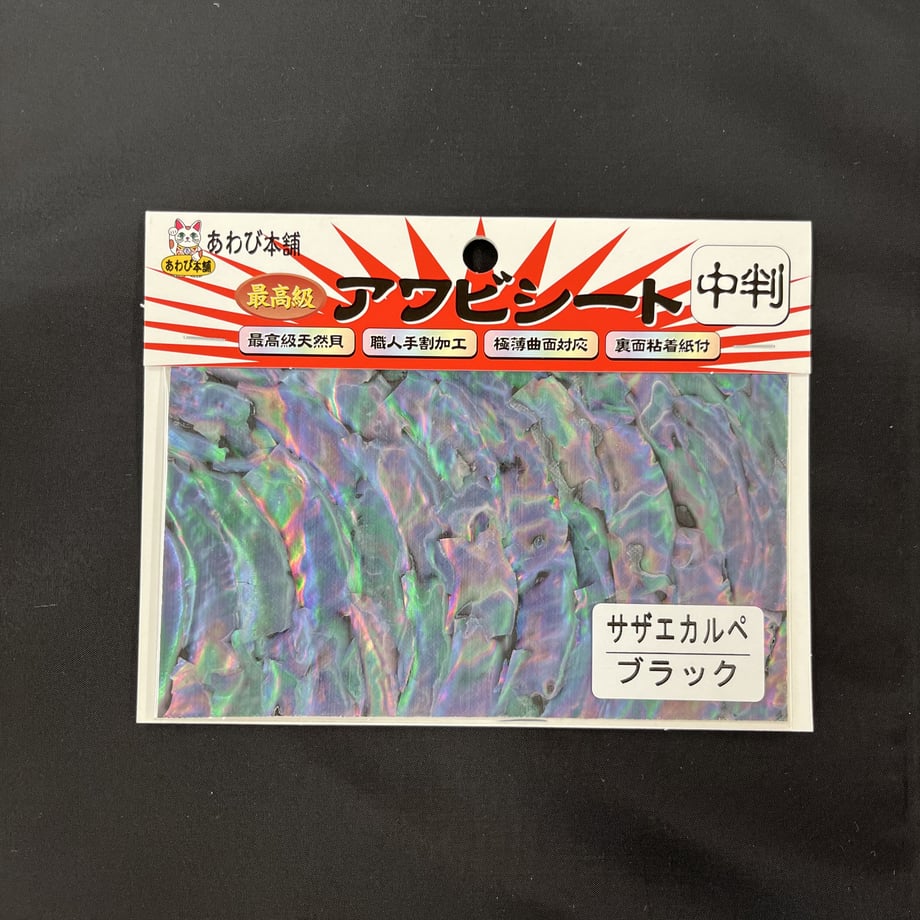 あわび本舗
あわび本舗
最高級 アワビシート 中判
最高級天然貝 職人手割加工 極薄曲面対応 裏面粘着紙付
サザエカルペ
ブラック